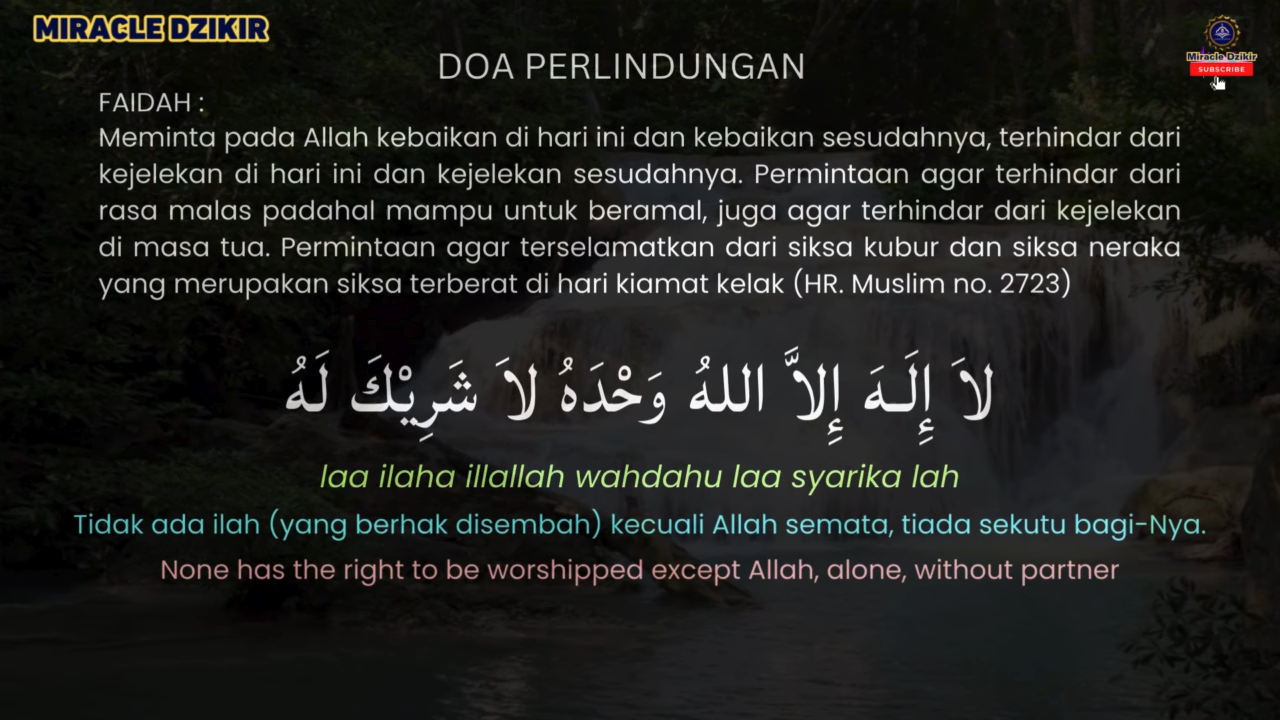 MIRACLE DZIKIR
Miracle Dzikir
SUBSCRIBE
DOA PERLINDUNGAN
FAIDAH :
Meminta pada Allah kebaikan di hari ini dan kebaikan sesudahnya, terhindar dari
kejelekan di hari ini dan kejelekan sesudahnya. Permintaan agar terhindar dari
rasa malas padahal mampu untuk beramal, juga agar terhindar dari kejelekan
di masa tua. Permintaan agar terselamatkan dari siksa kubur dan siksa neraka
yang merupakan siksa terberat di hari kiamat kelak (HR. Muslim no. 2723)
لاَ إِلَـهَ إِلاَّ اللهُ وَحْدَهُ لاَ شَرِيْكَ لَهُ
laa ilaha illallah wahdahu laa syarika lah
Tidak ada ilah (yang berhak disembah) kecuali Allah semata, tiada sekutu bagi-Nya.
None has the right to be worshipped except Allah, alone, without partner